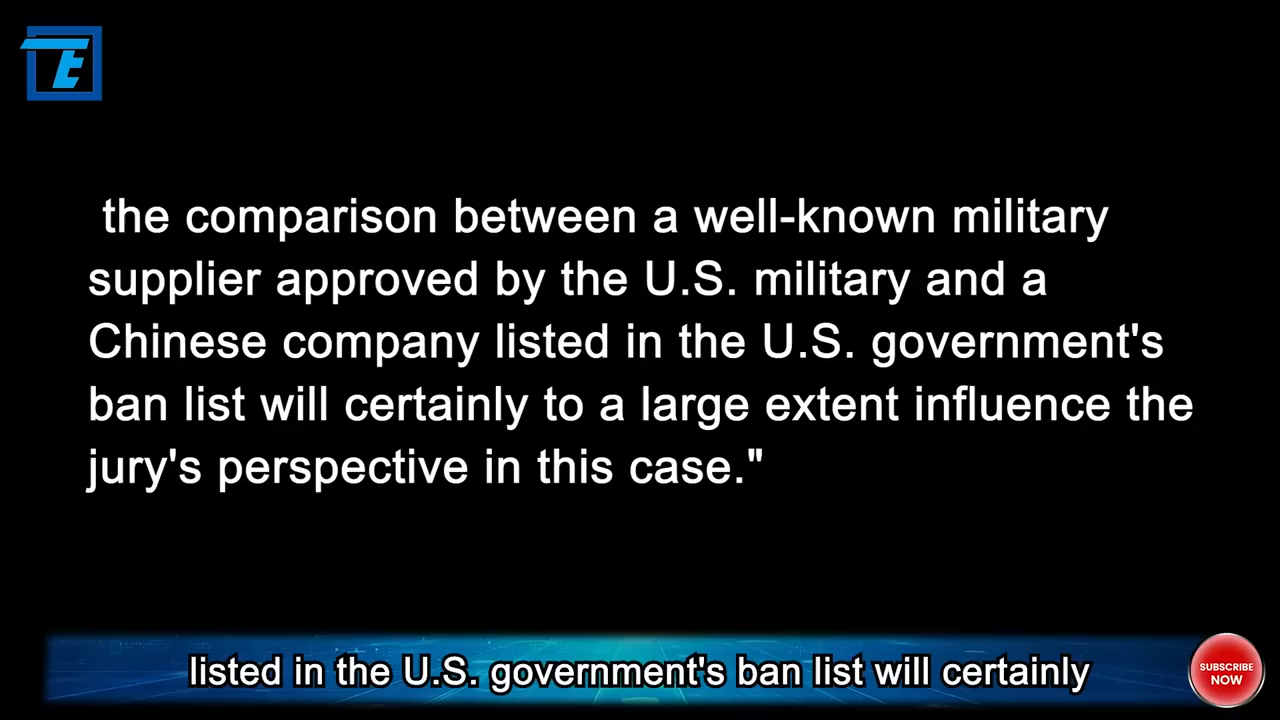 TE
the comparison between a well-known military
supplier approved by the U.S. military and a
Chinese company listed in the U.S. government's
ban list will certainly to a large extent influence the
jury's perspective in this case."
listed in the U.S. government's ban list will certainly
SUBSCRIBE
NOW